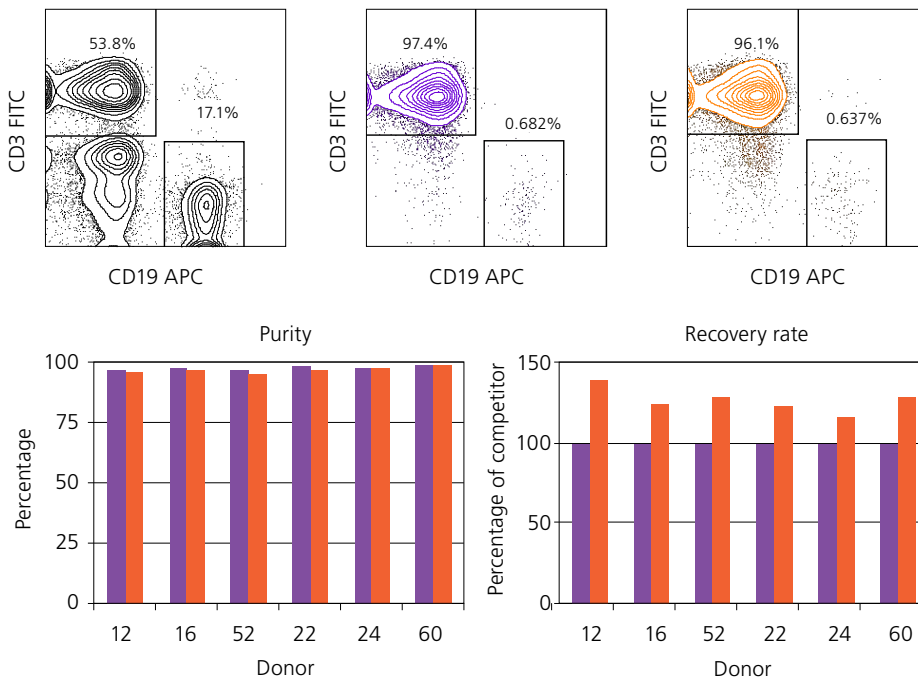 53.8%
17.1%
CD3 FITC
CD19 APC
97.4%
0.682%
CD3 FITC
CD19 APC
96.1%
0.637%
CD3 FITC
CD19 APC
Purity
100
75
50
25
0
Percentage
12 16 52 22 24 60
Donor
Recovery rate
150
100
50
0
Percentage of competitor
12 16 52 22 24 60
Donor